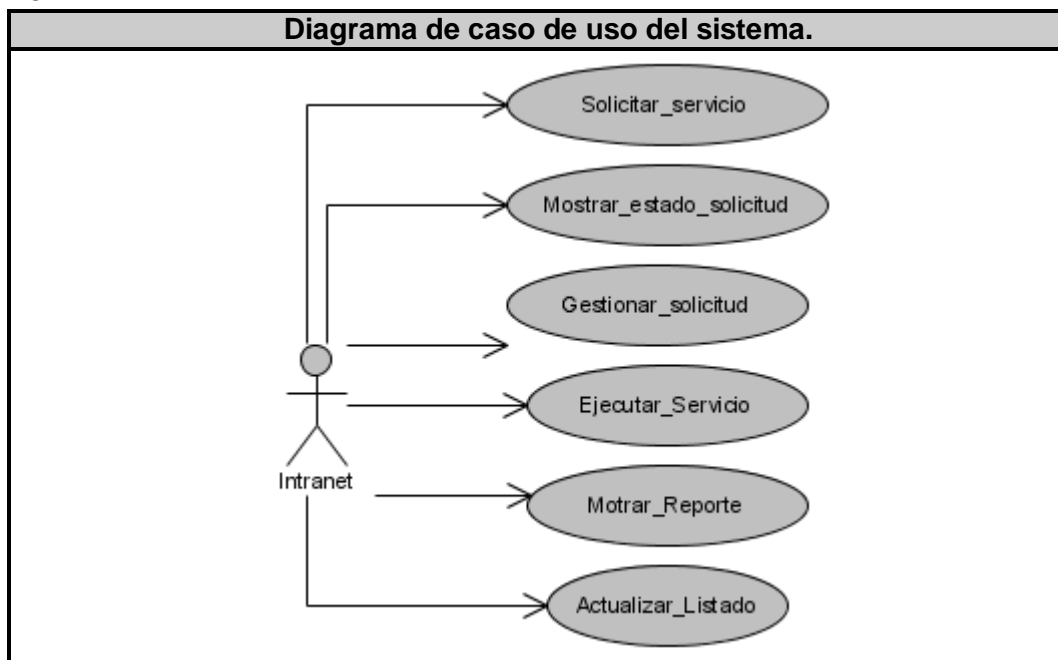 Diagrama de caso de uso del sistema.
Solicitar_servicio
Mostrar_estado_solicitud
Gestionar_solicitud
Ejecutar_Servicio
Intranet
Motrar_Reporte
Actualizar_Listado